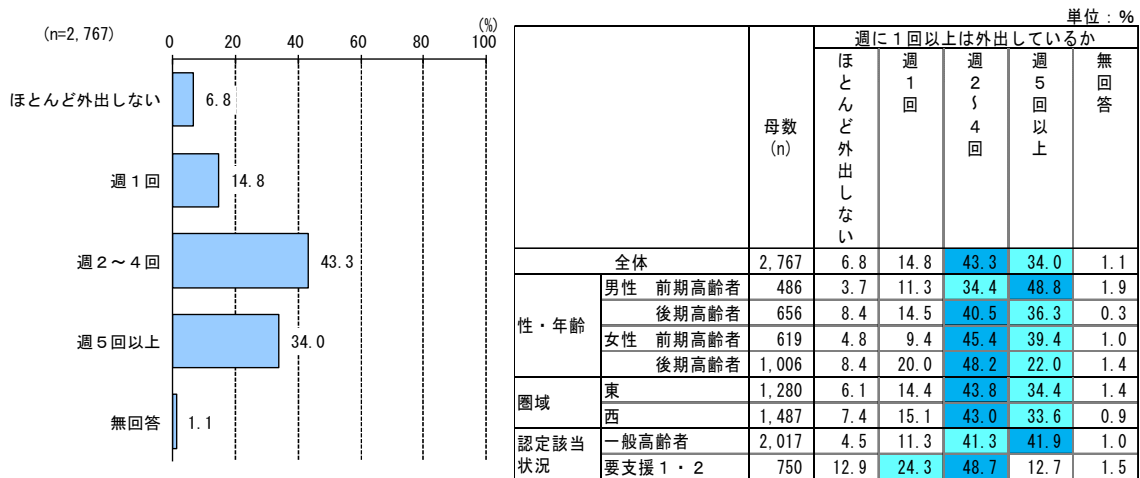 (n=2,767)
(%)
0 20 40 60 80 100
ほとんど外出しない 6.8
週１回 14.8
週２～４回 43.3
週５回以上 34.0
無回答 1.1
単位：%
週に１回以上は外出しているか
母数(n) ほとんど外出しない 週１回 週２～４回 週５回以上 無回答
全体 2,767 6.8 14.8 43.3 34.0 1.1
性・年齢 男性 前期高齢者 486 3.7 11.3 34.4 48.8 1.9
後期高齢者 656 8.4 14.5 40.5 36.3 0.3
女性 前期高齢者 619 4.8 9.4 45.4 39.4 1.0
後期高齢者 1,006 8.4 20.0 48.2 22.0 1.4
圏域 東 1,280 6.1 14.4 43.8 34.4 1.4
西 1,487 7.4 15.1 43.0 33.6 0.9
認定該当状況 一般高齢者 2,017 4.5 11.3 41.3 41.9 1.0
要支援１・２ 750 12.9 24.3 48.7 12.7 1.5